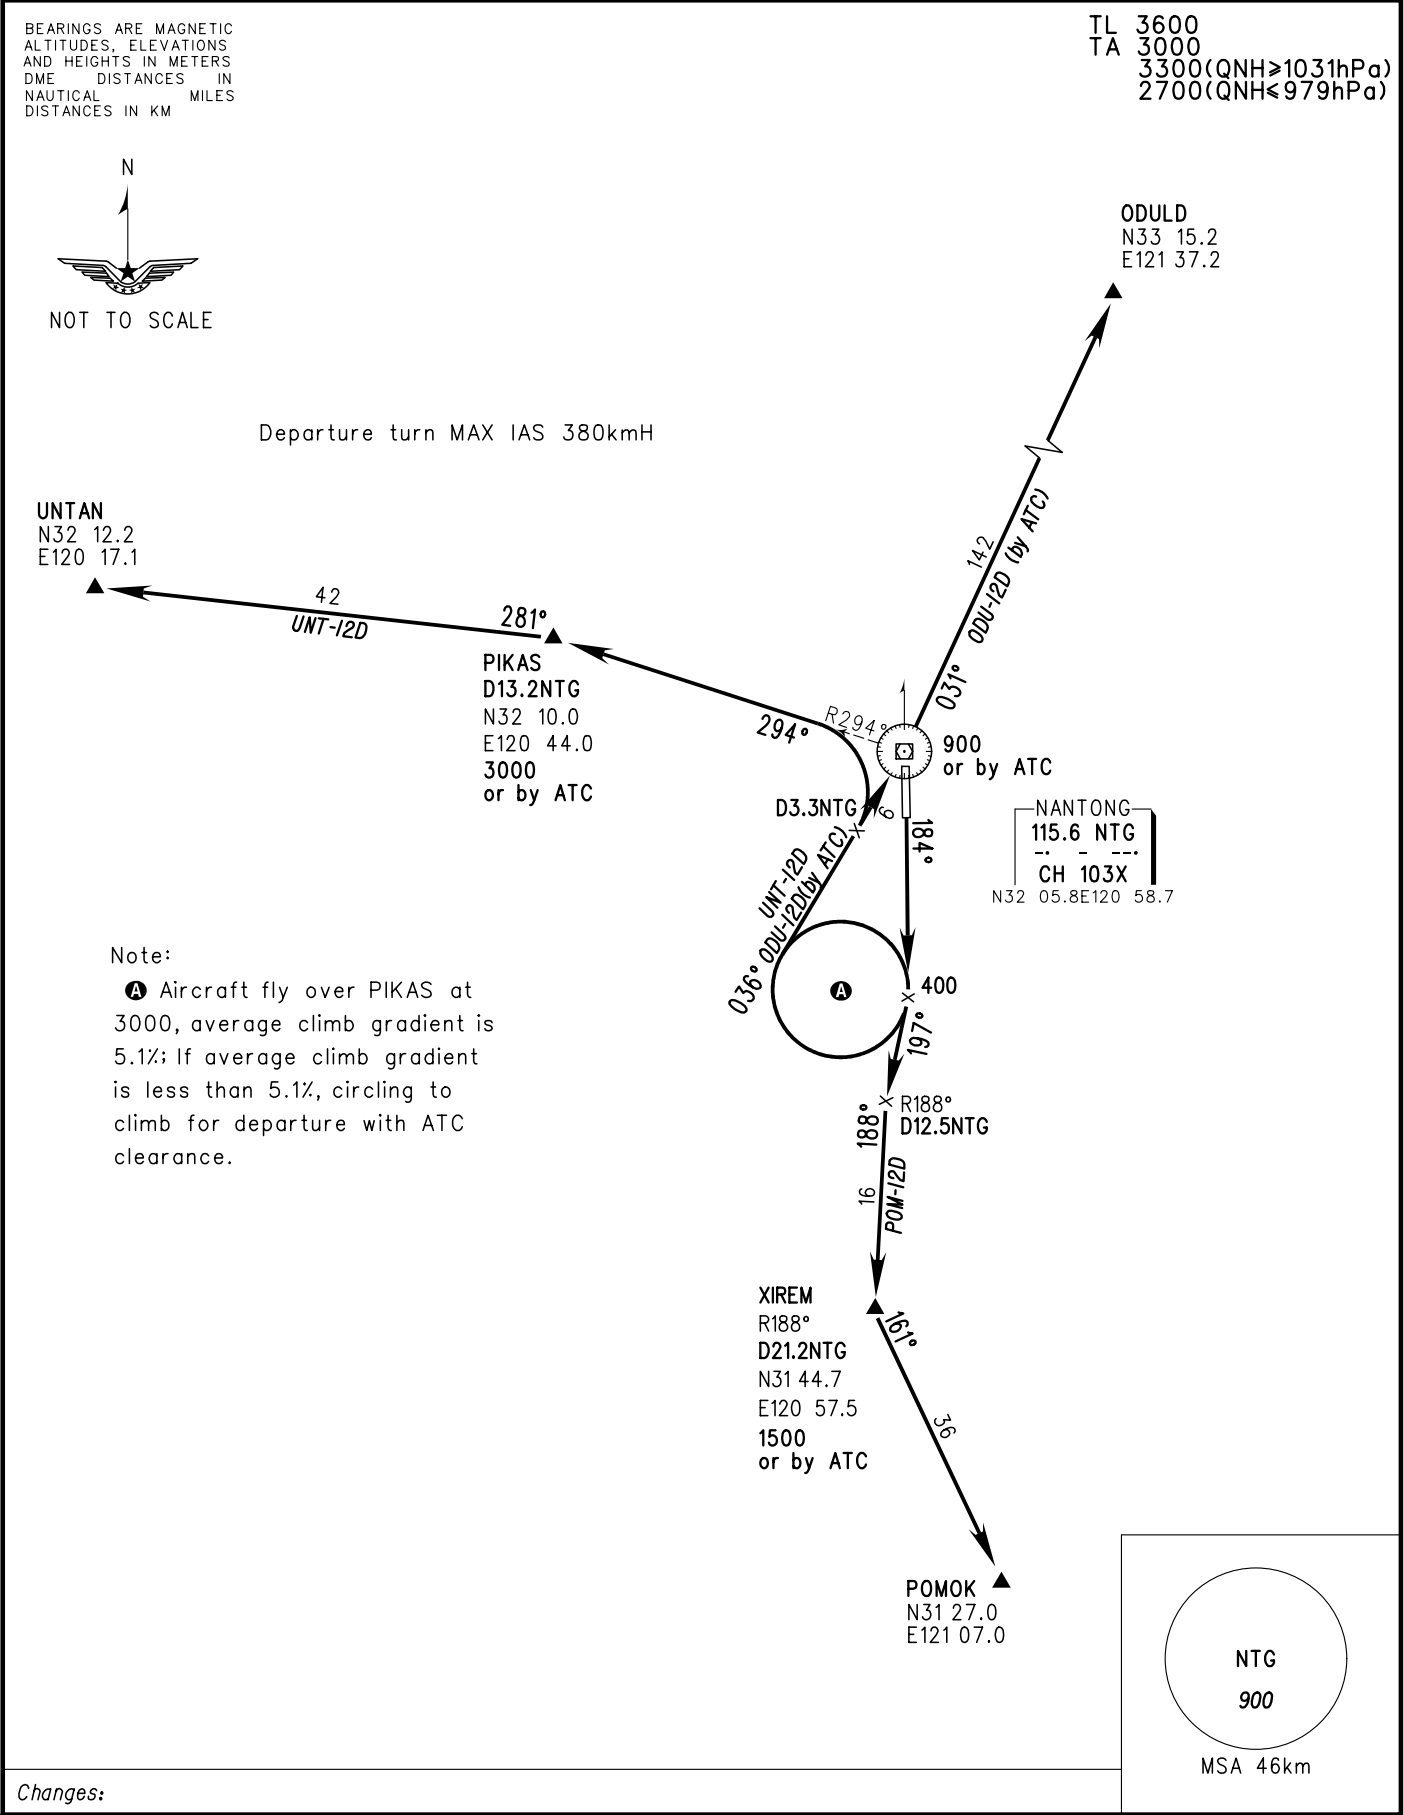 BEARINGS ARE MAGNETIC
ALTITUDES, ELEVATIONS
AND HEIGHTS IN METERS
DME DISTANCES IN
NAUTICAL MILES
DISTANCES IN KM
TL 3600
TA 3000
3300(QNH≥1031hPa)
2700(QNH≤979hPa)
N
NOT TO SCALE
ODULD
N33 15.2
E121 37.2
Departure turn MAX IAS 380kmH
UNTAN
N32 12.2
E120 17.1
42
UNT-12D
281°
PIKAS
D13.2NTG
N32 10.0
E120 44.0
3000
or by ATC
294°
R294°
142
ODU-12D (by ATC)
031°
900
or by ATC
D3.3NTG
6
184°
NANTONG
115.6 NTG
-· - --·
CH 103X
N32 05.8E120 58.7
UNT-12D
ODU-12D(by ATC)
036°
A
400
197°
Note:
A Aircraft fly over PIKAS at
3000, average climb gradient is
5.1%; If average climb gradient
is less than 5.1%, circling to
climb for departure with ATC
clearance.
R188°
D12.5NTG
188°
16
POM-12D
XIREM
R188°
D21.2NTG
N31 44.7
E120 57.5
1500
or by ATC
161°
36
POMOK
N31 27.0
E121 07.0
NTG
900
MSA 46km
Changes: